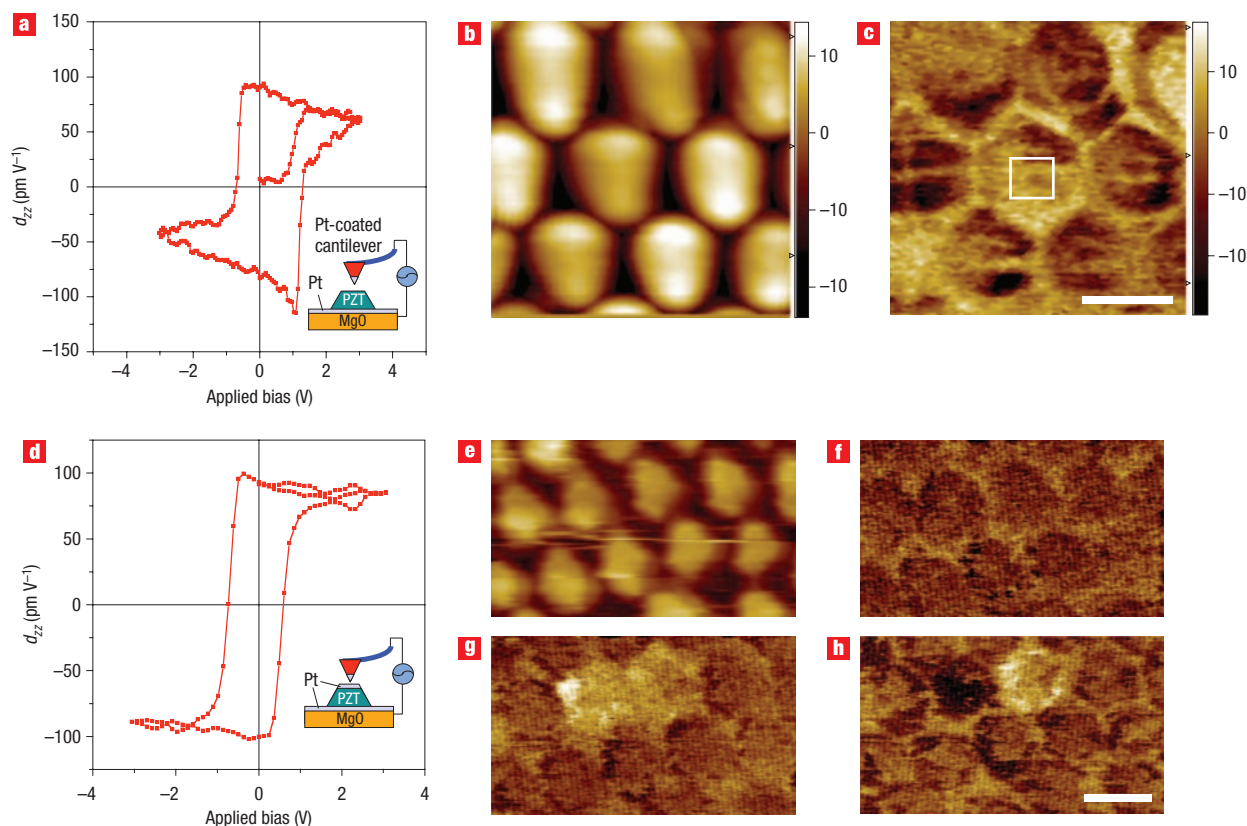 a
150
100
50
0
–50
–100
–150
–4
–2
0
2
4
Applied bias (V)
d_zz (pm V⁻¹)
Pt-coated
cantilever
Pt
PZT
MgO
b
10
0
–10
c
10
0
–10
d
100
50
0
–50
–100
–4
–2
0
2
4
Applied bias (V)
d_zz (pm V⁻¹)
Pt
PZT
MgO
e
f
g
h